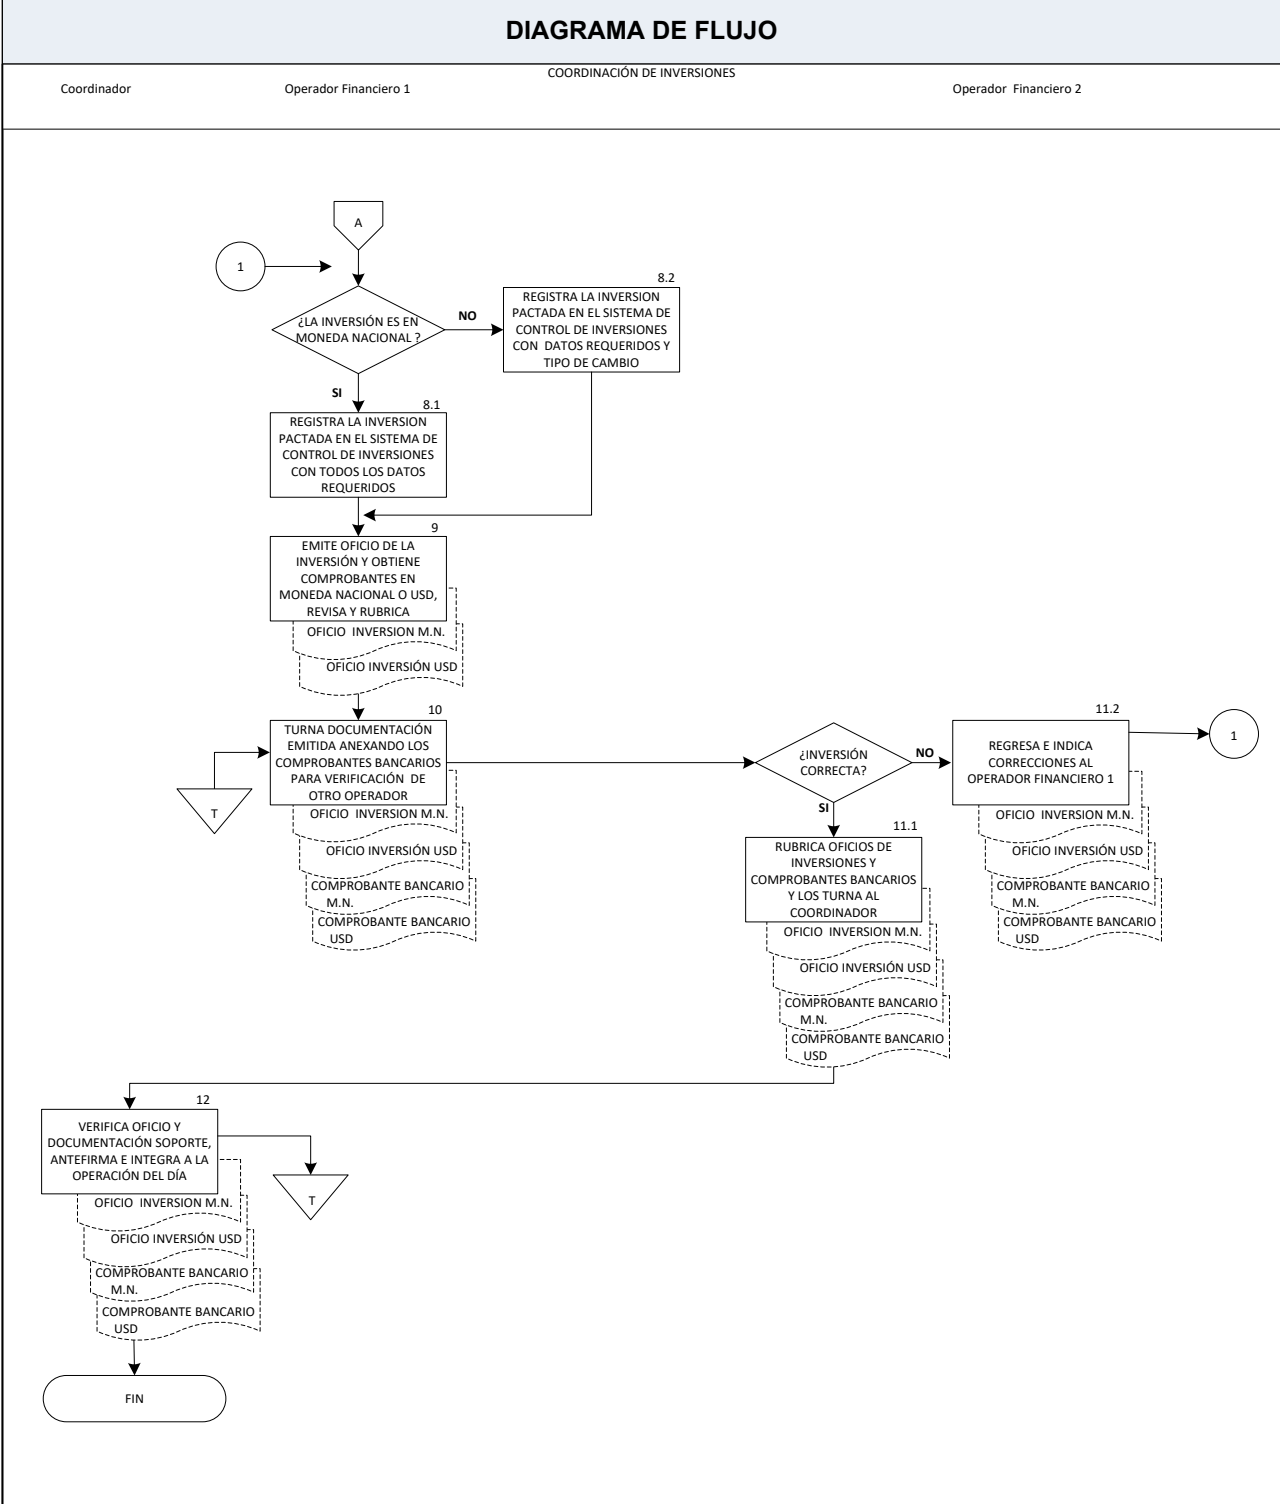 DIAGRAMA DE FLUJO
COORDINACIÓN DE INVERSIONES
Coordinador
Operador Financiero 1
Operador Financiero 2
A
1
¿LA INVERSIÓN ES EN
MONEDA NACIONAL ?
NO
8.2
REGISTRA LA INVERSION
PACTADA EN EL SISTEMA DE
CONTROL DE INVERSIONES
CON DATOS REQUERIDOS Y
TIPO DE CAMBIO
SI
8.1
REGISTRA LA INVERSION
PACTADA EN EL SISTEMA DE
CONTROL DE INVERSIONES
CON TODOS LOS DATOS
REQUERIDOS
9
EMITE OFICIO DE LA
INVERSIÓN Y OBTIENE
COMPROBANTES EN
MONEDA NACIONAL O USD,
REVISA Y RUBRICA
OFICIO INVERSION M.N.
OFICIO INVERSIÓN USD
10
TURNA DOCUMENTACIÓN
EMITIDA ANEXANDO LOS
COMPROBANTES BANCARIOS
PARA VERIFICACIÓN DE
OTRO OPERADOR
OFICIO INVERSION M.N.
OFICIO INVERSIÓN USD
COMPROBANTE BANCARIO
M.N.
COMPROBANTE BANCARIO
USD
T
¿INVERSIÓN
CORRECTA?
NO
11.2
REGRESA E INDICA
CORRECCIONES AL
OPERADOR FINANCIERO 1
OFICIO INVERSION M.N.
OFICIO INVERSIÓN USD
COMPROBANTE BANCARIO
M.N.
COMPROBANTE BANCARIO
USD
1
SI
11.1
RUBRICA OFICIOS DE
INVERSIONES Y
COMPROBANTES BANCARIOS
Y LOS TURNA AL
COORDINADOR
OFICIO INVERSION M.N.
OFICIO INVERSIÓN USD
COMPROBANTE BANCARIO
M.N.
COMPROBANTE BANCARIO
USD
12
VERIFICA OFICIO Y
DOCUMENTACIÓN SOPORTE,
ANTEFIRMA E INTEGRA A LA
OPERACIÓN DEL DÍA
OFICIO INVERSION M.N.
OFICIO INVERSIÓN USD
COMPROBANTE BANCARIO
M.N.
COMPROBANTE BANCARIO
USD
T
FIN